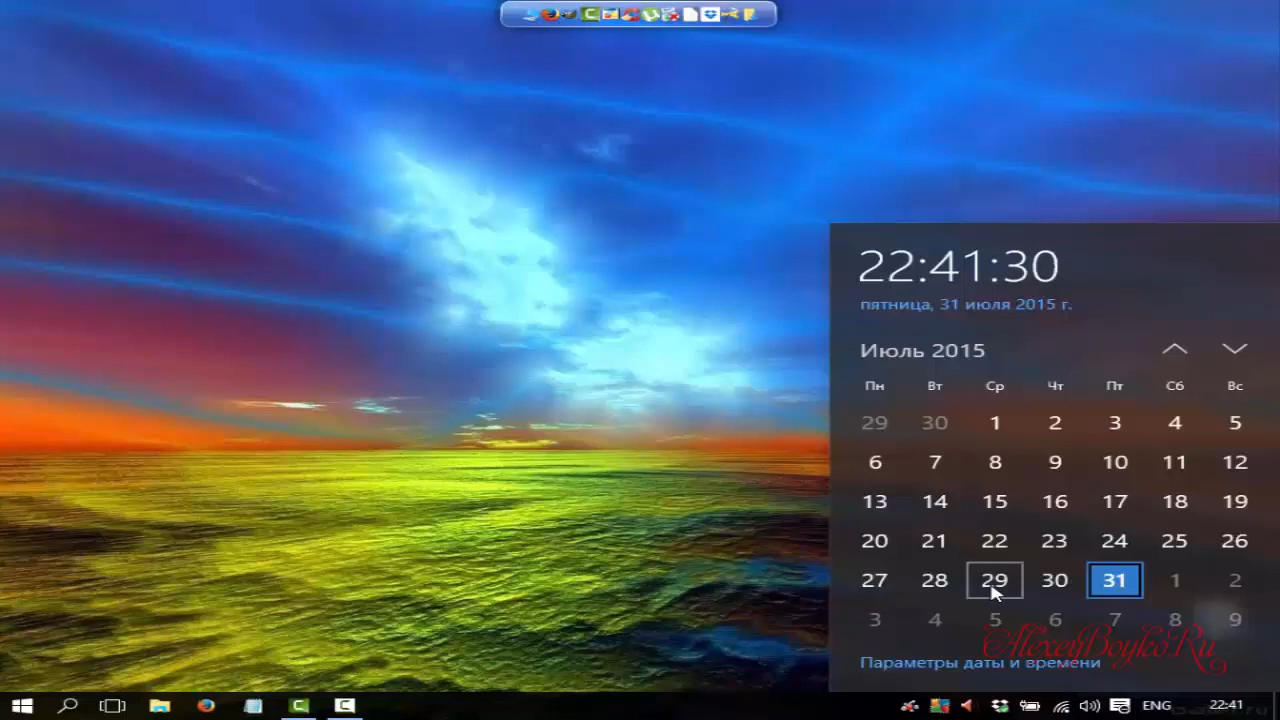 22:41:30
пятница, 31 июля 2015 г.
Июль 2015
Пн Вт Ср Чт Пт Сб Вс
29 30 1 2 3 4 5
6 7 8 9 10 11 12
13 14 15 16 17 18 19
20 21 22 23 24 25 26
27 28 29 30 31 1 2
3 4 5 6 7 8 9
AlexeyBoyko.Ru
Параметры даты и времени
ENG 22:41